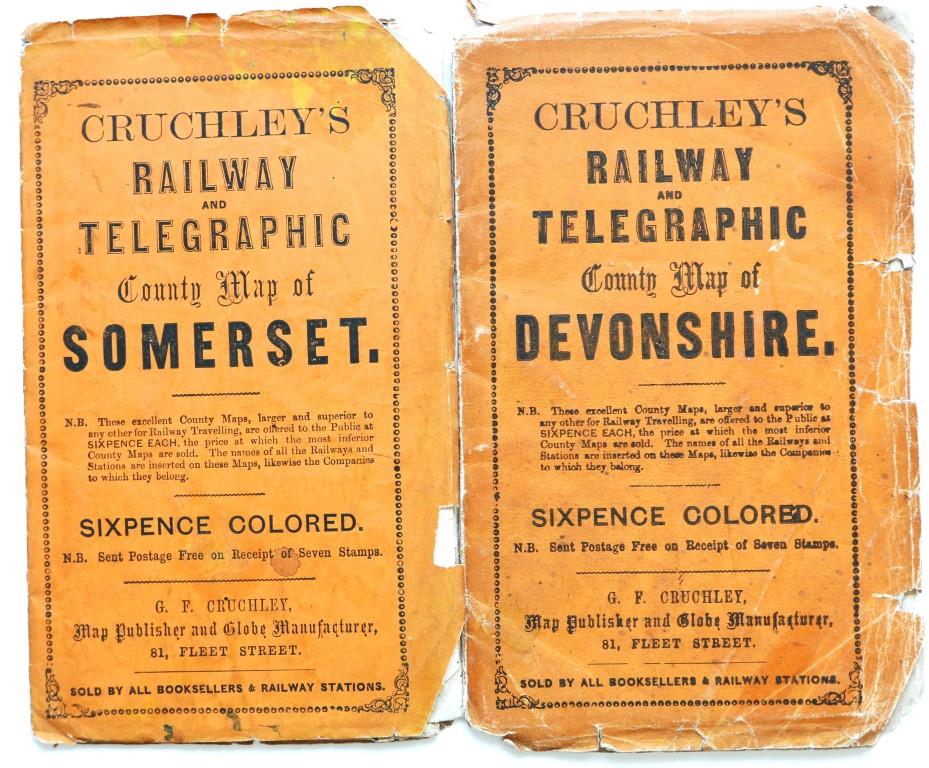 CRUCHLEY'S
RAILWAY
AND
TELEGRAPHIC
County Map of
SOMERSET.
N.B. These excellent County Maps, larger and superior to
any other for Railway Travelling, are offered to the Public at
SIXPENCE EACH, the price at which the most inferior
County Maps are sold. The names of all the Railways and
Stations are inserted on these Maps, likewise the Companies
to which they belong.
SIXPENCE COLORED.
N.B. Sent Postage Free on Receipt of Seven Stamps.
G. F. CRUCHLEY,
Map Publisher and Globe Manufacturer,
81, FLEET STREET.
SOLD BY ALL BOOKSELLERS & RAILWAY STATIONS.
CRUCHLEY'S
RAILWAY
AND
TELEGRAPHIC
County Map of
DEVONSHIRE.
N.B. These excellent County Maps, larger and superior to
any other for Railway Travelling, are offered to the Public at
SIXPENCE EACH, the price at which the most inferior
County Maps are sold. The names of all the Railways and
Stations are inserted on these Maps, likewise the Companies
to which they belong.
SIXPENCE COLORED.
N.B. Sent Postage Free on Receipt of Seven Stamps.
G. F. CRUCHLEY,
Map Publisher and Globe Manufacturer,
81, FLEET STREET.
SOLD BY ALL BOOKSELLERS & RAILWAY STATIONS.